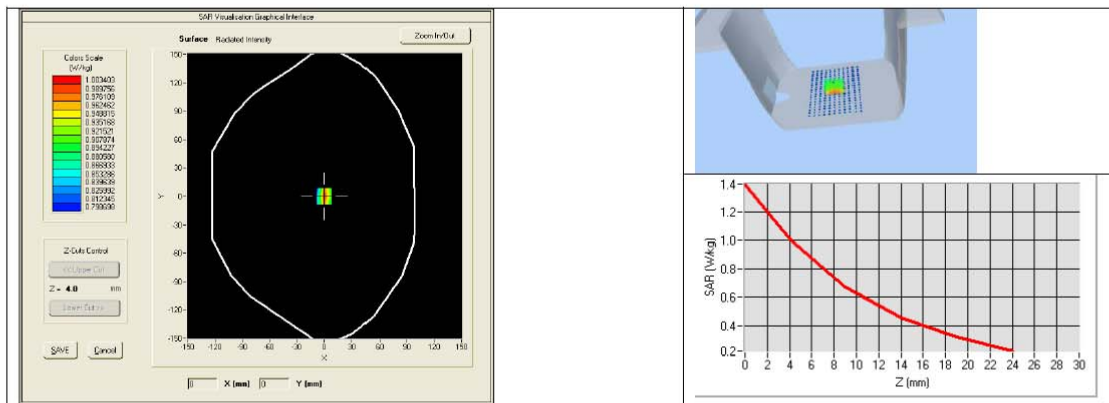 SAR Visualisation Graphical Interface
Surface Radiated Intensity
Zoom In/Out
Colors Scale
(W/kg)
1.003403
0.989756
0.976109
0.962462
0.948815
0.935168
0.921521
0.907874
0.894227
0.880580
0.866933
0.853286
0.839639
0.825992
0.812345
0.798698
150
120
90
60
30
0
-30
-60
-90
-120
-150
Y
-150 -120 -90 -60 -30 0 30 60 90 120 150
X
Z-Cuts Control
Z = 4.0 mm
SAVE Cancel
0 X (mm) 0 Y (mm)
1.4
1.2
1.0
0.8
0.6
0.4
0.2
SAR (W/kg)
0 2 4 6 8 10 12 14 16 18 20 22 24 26 28 30
Z (mm)